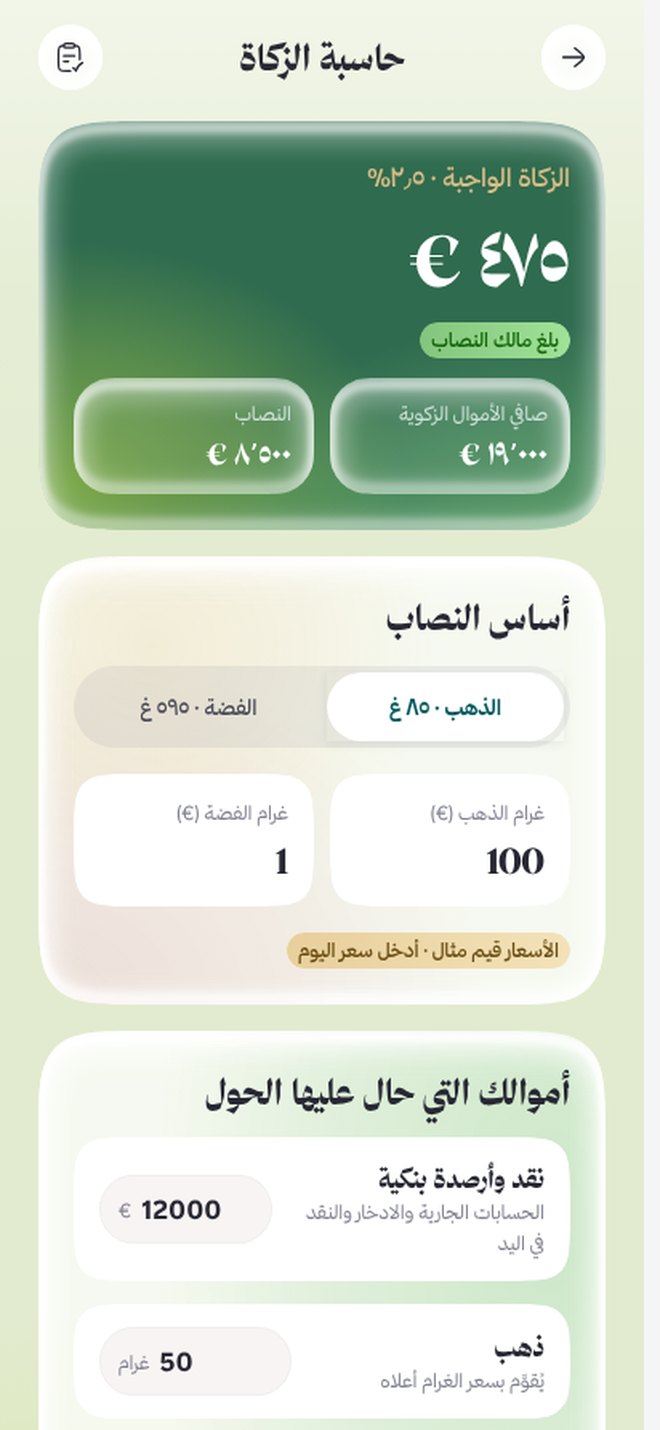 حاسبة الزكاة
الزكاة الواجبة · ٢٫٥%
٤٧٥ €
بلغ مالك النصاب
صافي الأموال الزكوية
١٩٬٠٠٠ €
النصاب
٨٬٥٠٠ €
أساس النصاب
الذهب · ٨٥ غ
الفضة · ٥٩٥ غ
غرام الذهب (€)
100
غرام الفضة (€)
1
الأسعار قيم مثال · أدخل سعر اليوم
أموالك التي حال عليها الحول
نقد وأرصدة بنكية
الحسابات الجارية والادخار والنقد
في اليد
12000 €
ذهب
يُقوَّم بسعر الغرام أعلاه
50 غرام